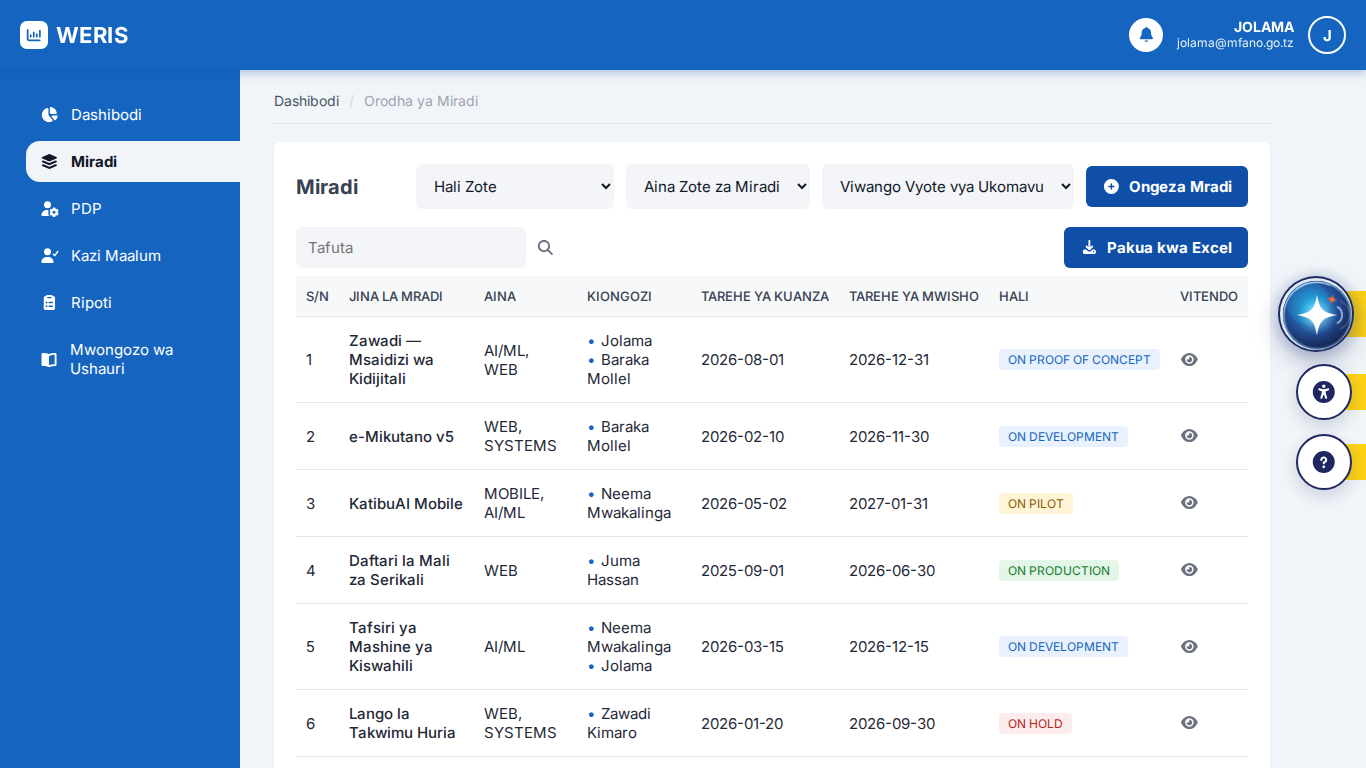 WERIS
JOLAMA
jolama@mfano.go.tz
J
Dashibodi
Miradi
PDP
Kazi Maalum
Ripoti
Mwongozo wa
Ushauri
Dashibodi / Orodha ya Miradi
Miradi
Hali Zote
Aina Zote za Miradi
Viwango Vyote vya Ukomavu
Ongeza Mradi
Tafuta
Pakua kwa Excel
S/N JINA LA MRADI AINA KIONGOZI TAREHE YA KUANZA TAREHE YA MWISHO HALI VITENDO
1
Zawadi —
Msaidizi wa
Kidijitali
AI/ML,
WEB
• Jolama
• Baraka
Mollel
2026-08-01
2026-12-31
ON PROOF OF CONCEPT
2
e-Mikutano v5
WEB,
SYSTEMS
• Baraka
Mollel
2026-02-10
2026-11-30
ON DEVELOPMENT
3
KatibuAI Mobile
MOBILE,
AI/ML
• Neema
Mwakalinga
2026-05-02
2027-01-31
ON PILOT
4
Daftari la Mali
za Serikali
WEB
• Juma
Hassan
2025-09-01
2026-06-30
ON PRODUCTION
5
Tafsiri ya
Mashine ya
Kiswahili
AI/ML
• Neema
Mwakalinga
• Jolama
2026-03-15
2026-12-15
ON DEVELOPMENT
6
Lango la
Takwimu Huria
WEB,
SYSTEMS
• Zawadi
Kimaro
2026-01-20
2026-09-30
ON HOLD